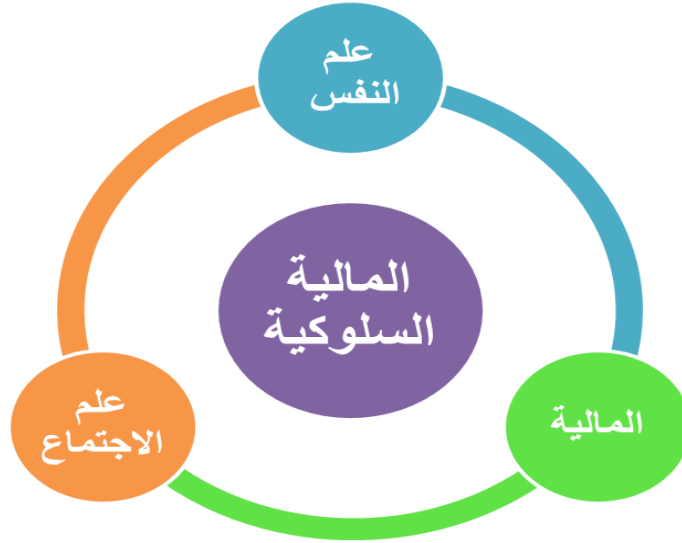 علم
النفس
المالية
السلوكية
علم
الاجتماع
المالية